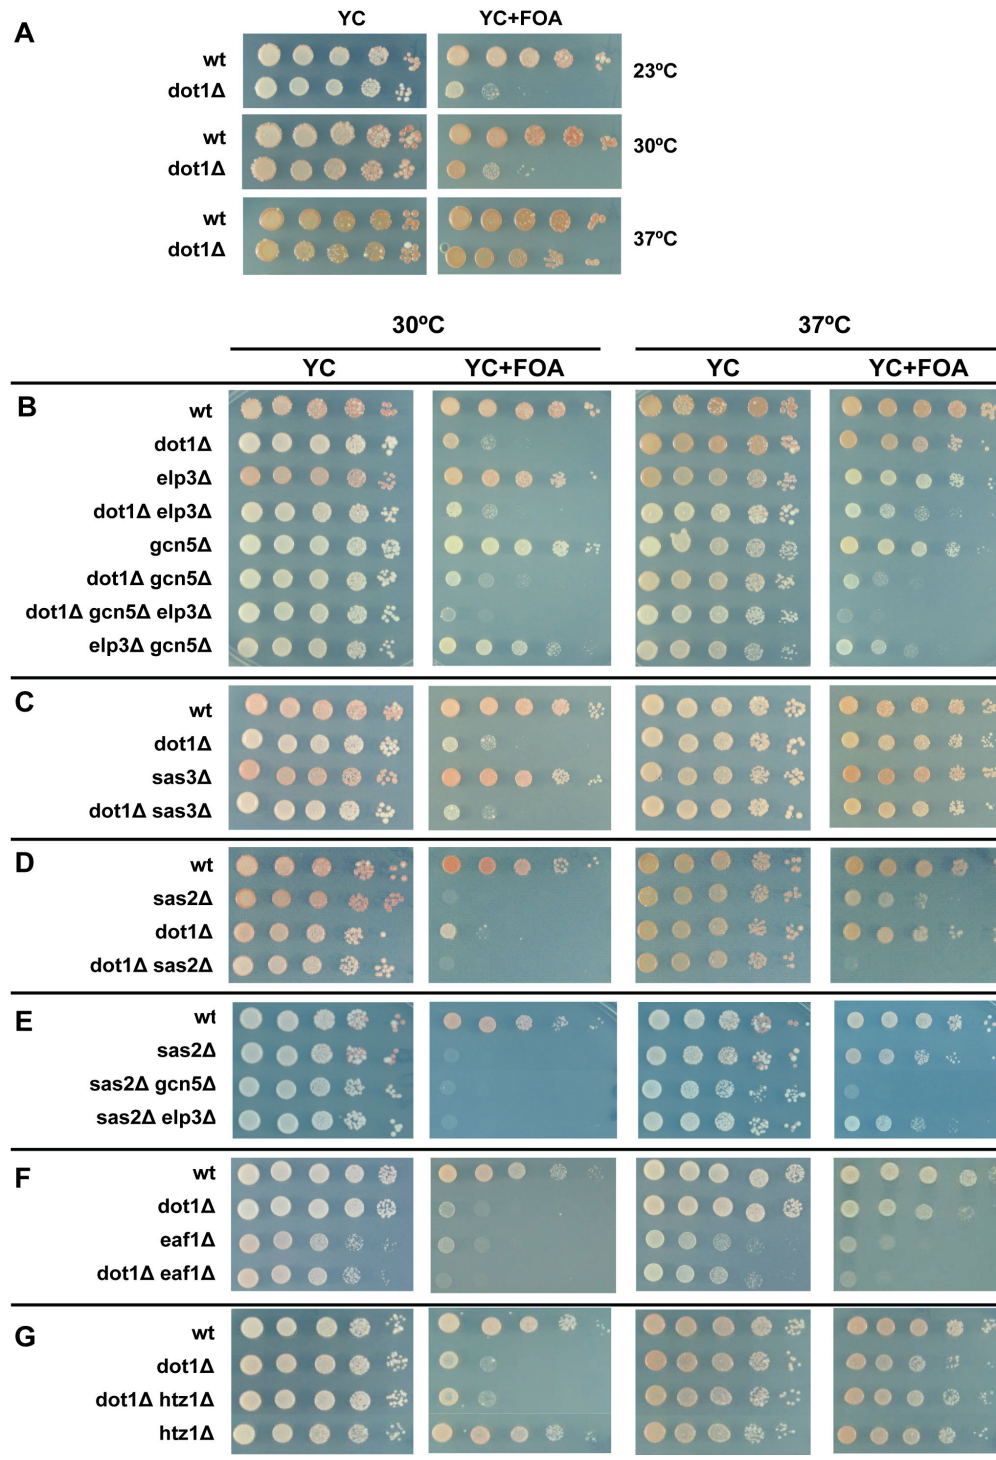 A
YC YC+FOA
wt
dot1Δ
23ºC
wt
dot1Δ
30ºC
wt
dot1Δ
37ºC
30ºC 37ºC
YC YC+FOA YC YC+FOA
B
wt
dot1Δ
elp3Δ
dot1Δ elp3Δ
gcn5Δ
dot1Δ gcn5Δ
dot1Δ gcn5Δ elp3Δ
elp3Δ gcn5Δ
C
wt
dot1Δ
sas3Δ
dot1Δ sas3Δ
D
wt
sas2Δ
dot1Δ
dot1Δ sas2Δ
E
wt
sas2Δ
sas2Δ gcn5Δ
sas2Δ elp3Δ
F
wt
dot1Δ
eaf1Δ
dot1Δ eaf1Δ
G
wt
dot1Δ
dot1Δ htz1Δ
htz1Δ